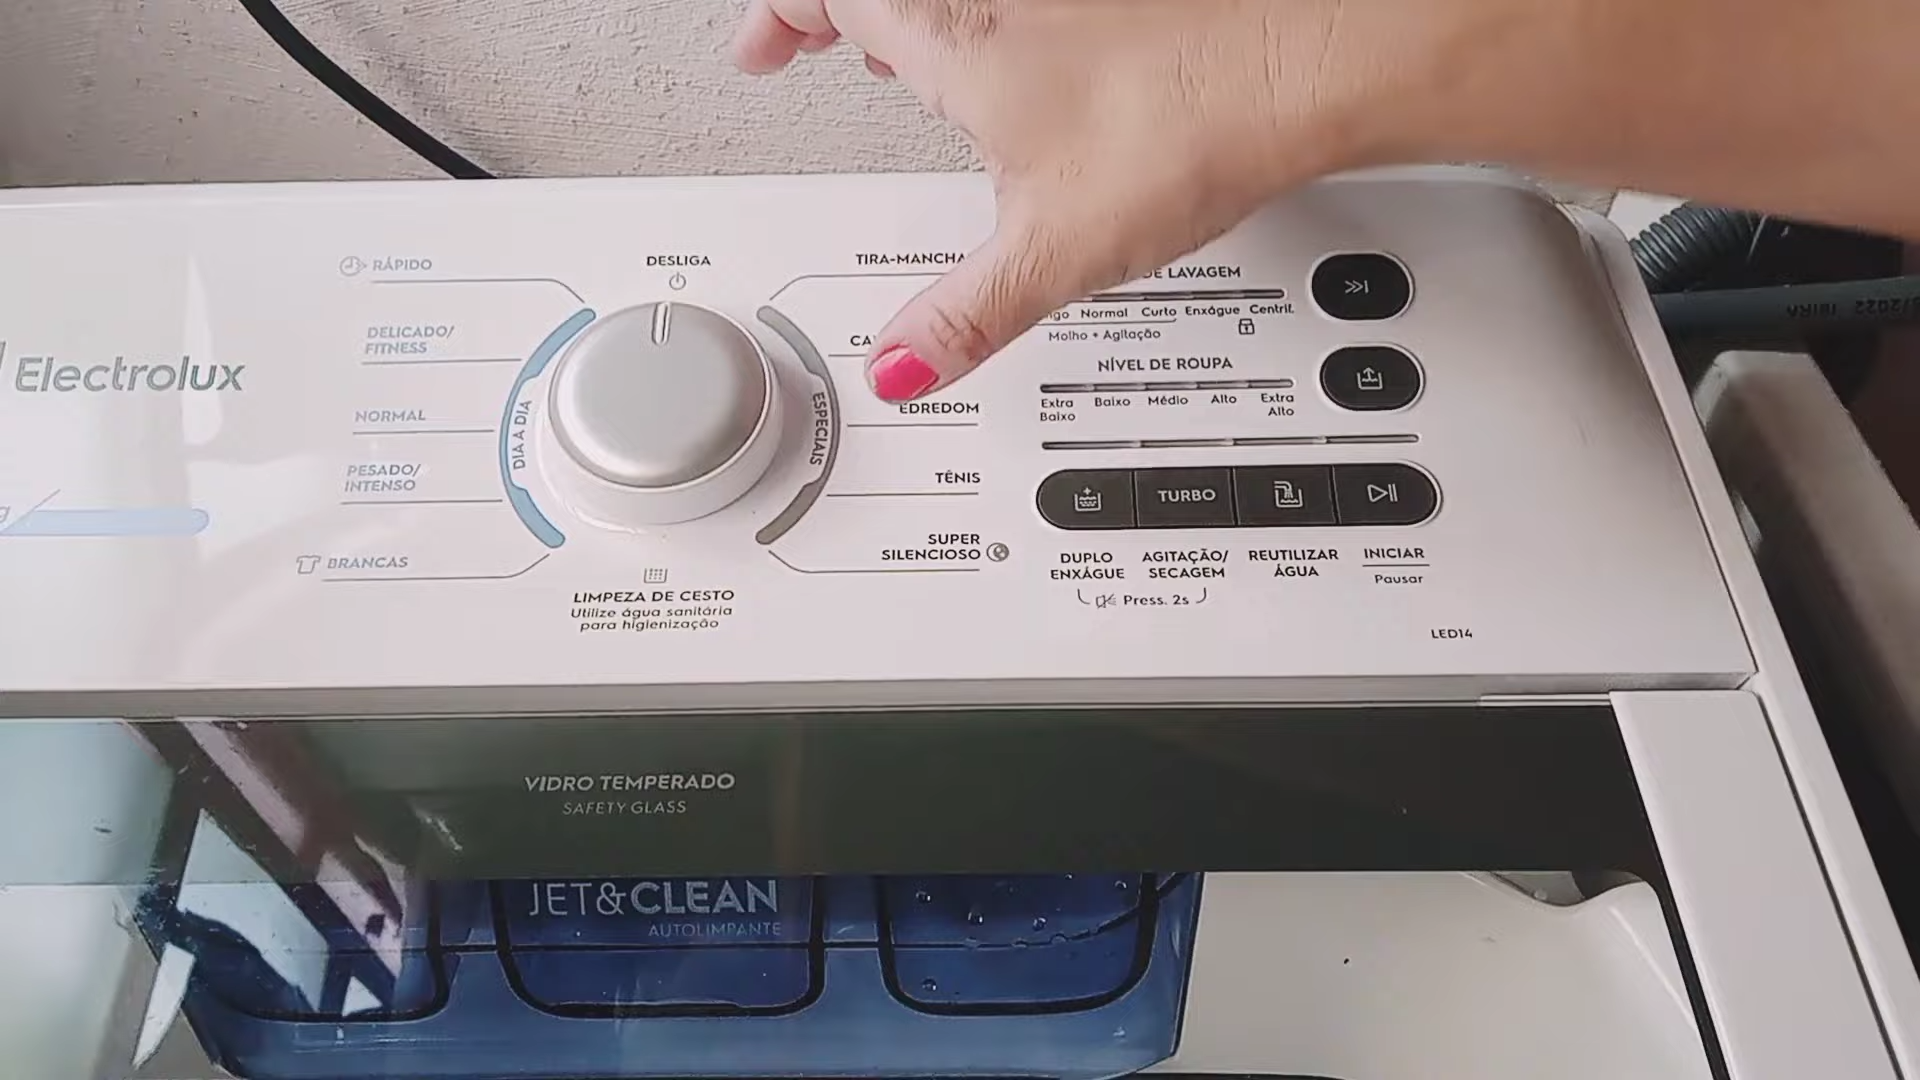 Electrolux
RÁPIDO
DELICADO/
FITNESS
NORMAL
PESADO/
INTENSO
BRANCAS
DIA A DIA
DESLIGA
ESPECIAIS
LIMPEZA DE CESTO
Utilize água sanitária
para higienização
TIRA-MANCHA
CA
EDREDOM
TÊNIS
SUPER
SILENCIOSO
DE LAVAGEM
Normal Curto Enxágue Centrif.
Molho + Agitação
NÍVEL DE ROUPA
Extra Baixo Baixo Médio Alto Extra Alto
TURBO
DUPLO
ENXÁGUE
AGITAÇÃO/
SECAGEM
REUTILIZAR
ÁGUA
INICIAR
Pausar
Press. 2s
LED14
VIDRO TEMPERADO
SAFETY GLASS
JET&CLEAN
AUTOLIMPANTE